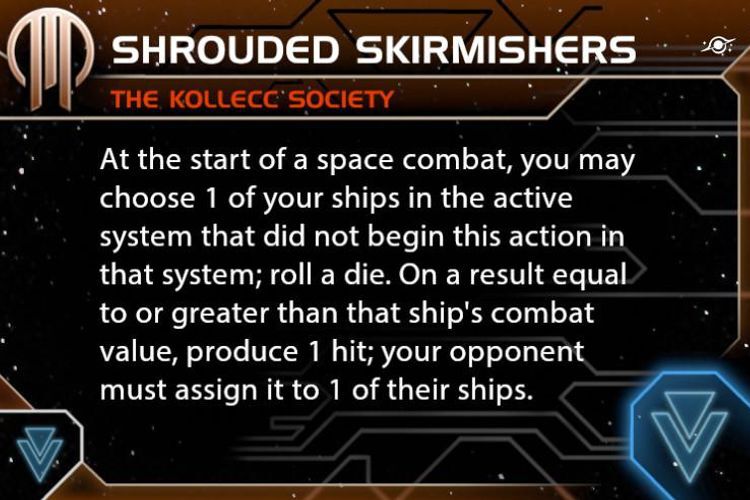 SHROUDED SKIRMISHERS
THE KOLLECC SOCIETY
At the start of a space combat, you may
choose 1 of your ships in the active
system that did not begin this action in
that system; roll a die. On a result equal
to or greater than that ship's combat
value, produce 1 hit; your opponent
must assign it to 1 of their ships.